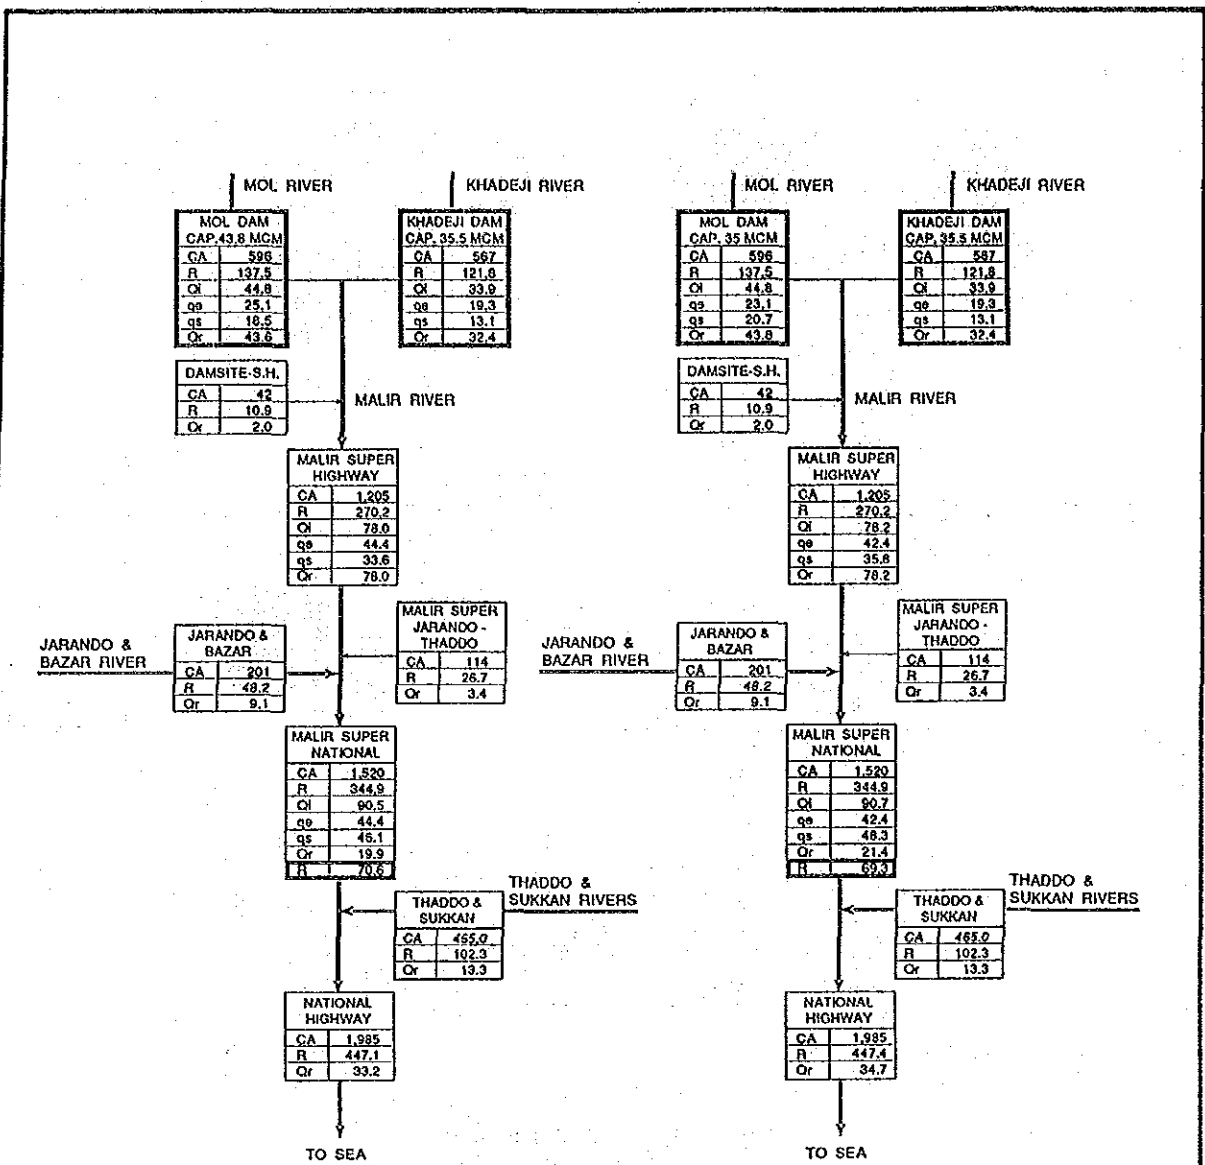 MOL RIVER
KHADEJI RIVER
MOL DAM
CAP.43.8 MCM
CA 596
R 137.5
Qi 44.8
qe 25.1
qs 18.5
Qr 43.6
KHADEJI DAM
CAP. 35.5 MCM
CA 567
R 121.8
Qi 33.9
qe 19.3
qs 13.1
Qr 32.4
DAMSITE-S.H.
CA 42
R 10.9
Qr 2.0
MALIR RIVER
MALIR SUPER
HIGHWAY
CA 1,205
R 270.2
Qi 78.0
qe 44.4
qs 33.6
Qr 78.0
JARANDO &
BAZAR RIVER
JARANDO &
BAZAR
CA 201
R 48.2
Qr 9.1
MALIR SUPER
JARANDO -
THADDO
CA 114
R 26.7
Qr 3.4
MALIR SUPER
NATIONAL
CA 1,520
R 344.9
Qi 90.5
qe 44.4
qs 46.1
Qr 19.9
R 70.6
THADDO &
SUKKAN RIVERS
THADDO &
SUKKAN
CA 465.0
R 102.3
Qr 13.3
NATIONAL
HIGHWAY
CA 1,985
R 447.1
Qr 33.2
TO SEA
MOL RIVER
KHADEJI RIVER
MOL DAM
CAP. 35 MCM
CA 596
R 137.5
Qi 44.8
qe 23.1
qs 20.7
Qr 43.8
KHADEJI DAM
CAP. 35.5 MCM
CA 567
R 121.8
Qi 33.9
qe 19.3
qs 13.1
Qr 32.4
DAMSITE-S.H.
CA 42
R 10.9
Qr 2.0
MALIR RIVER
MALIR SUPER
HIGHWAY
CA 1,205
R 270.2
Qi 78.2
qe 42.4
qs 35.8
Qr 78.2
JARANDO &
BAZAR RIVER
JARANDO &
BAZAR
CA 201
R 48.2
Qr 9.1
MALIR SUPER
JARANDO -
THADDO
CA 114
R 26.7
Qr 3.4
MALIR SUPER
NATIONAL
CA 1,520
R 344.9
Qi 90.7
qe 42.4
qs 48.3
Qr 21.4
R 69.3
THADDO &
SUKKAN RIVERS
THADDO &
SUKKAN
CA 465.0
R 102.3
Qr 13.3
NATIONAL
HIGHWAY
CA 1,985
R 447.4
Qr 34.7
TO SEA